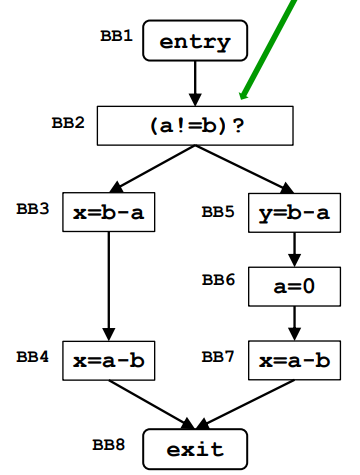 BB1 entry
BB2 (a!=b)?
BB3 x=b-a BB5 y=b-a
BB6 a=0
BB4 x=a-b BB7 x=a-b
BB8 exit